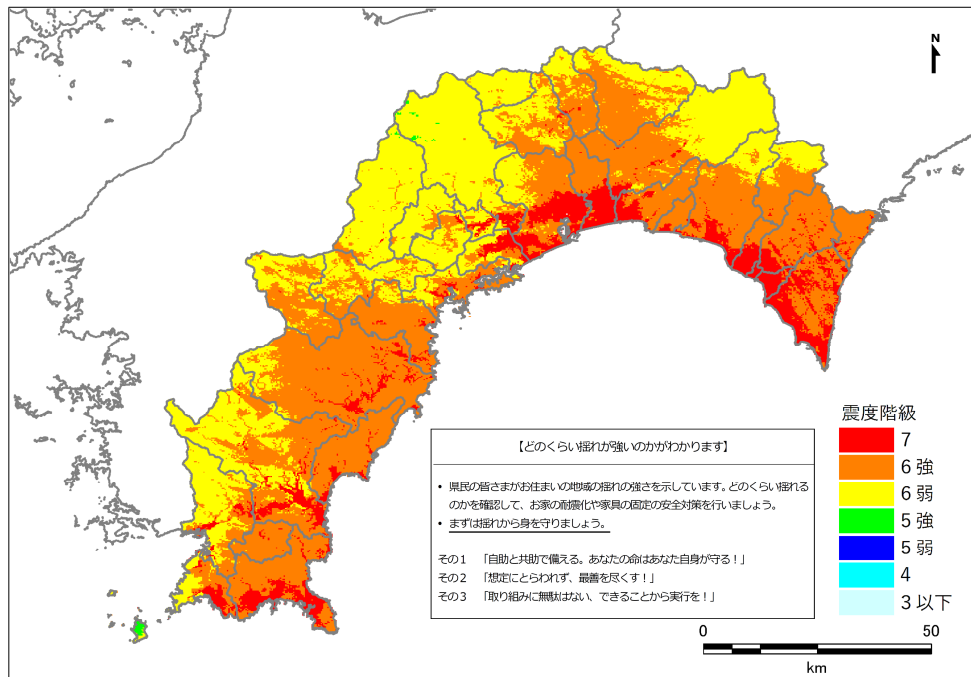 N
【どのくらい揺れが強いのかがわかります】
• 県民の皆さまがお住まいの地域の揺れの強さを示しています。どのくらい揺れる
のかを確認して、お家の耐震化や家具の固定の安全対策を行いましょう。
• まずは揺れから身を守りましょう。
その1 「自助と共助で備える。あなたの命はあなた自身が守る！」
その2 「想定にとらわれず、最善を尽くす！」
その3 「取り組みに無駄はない、できることから実行を！」
震度階級
7
6強
6弱
5強
5弱
4
3以下
0 50
km